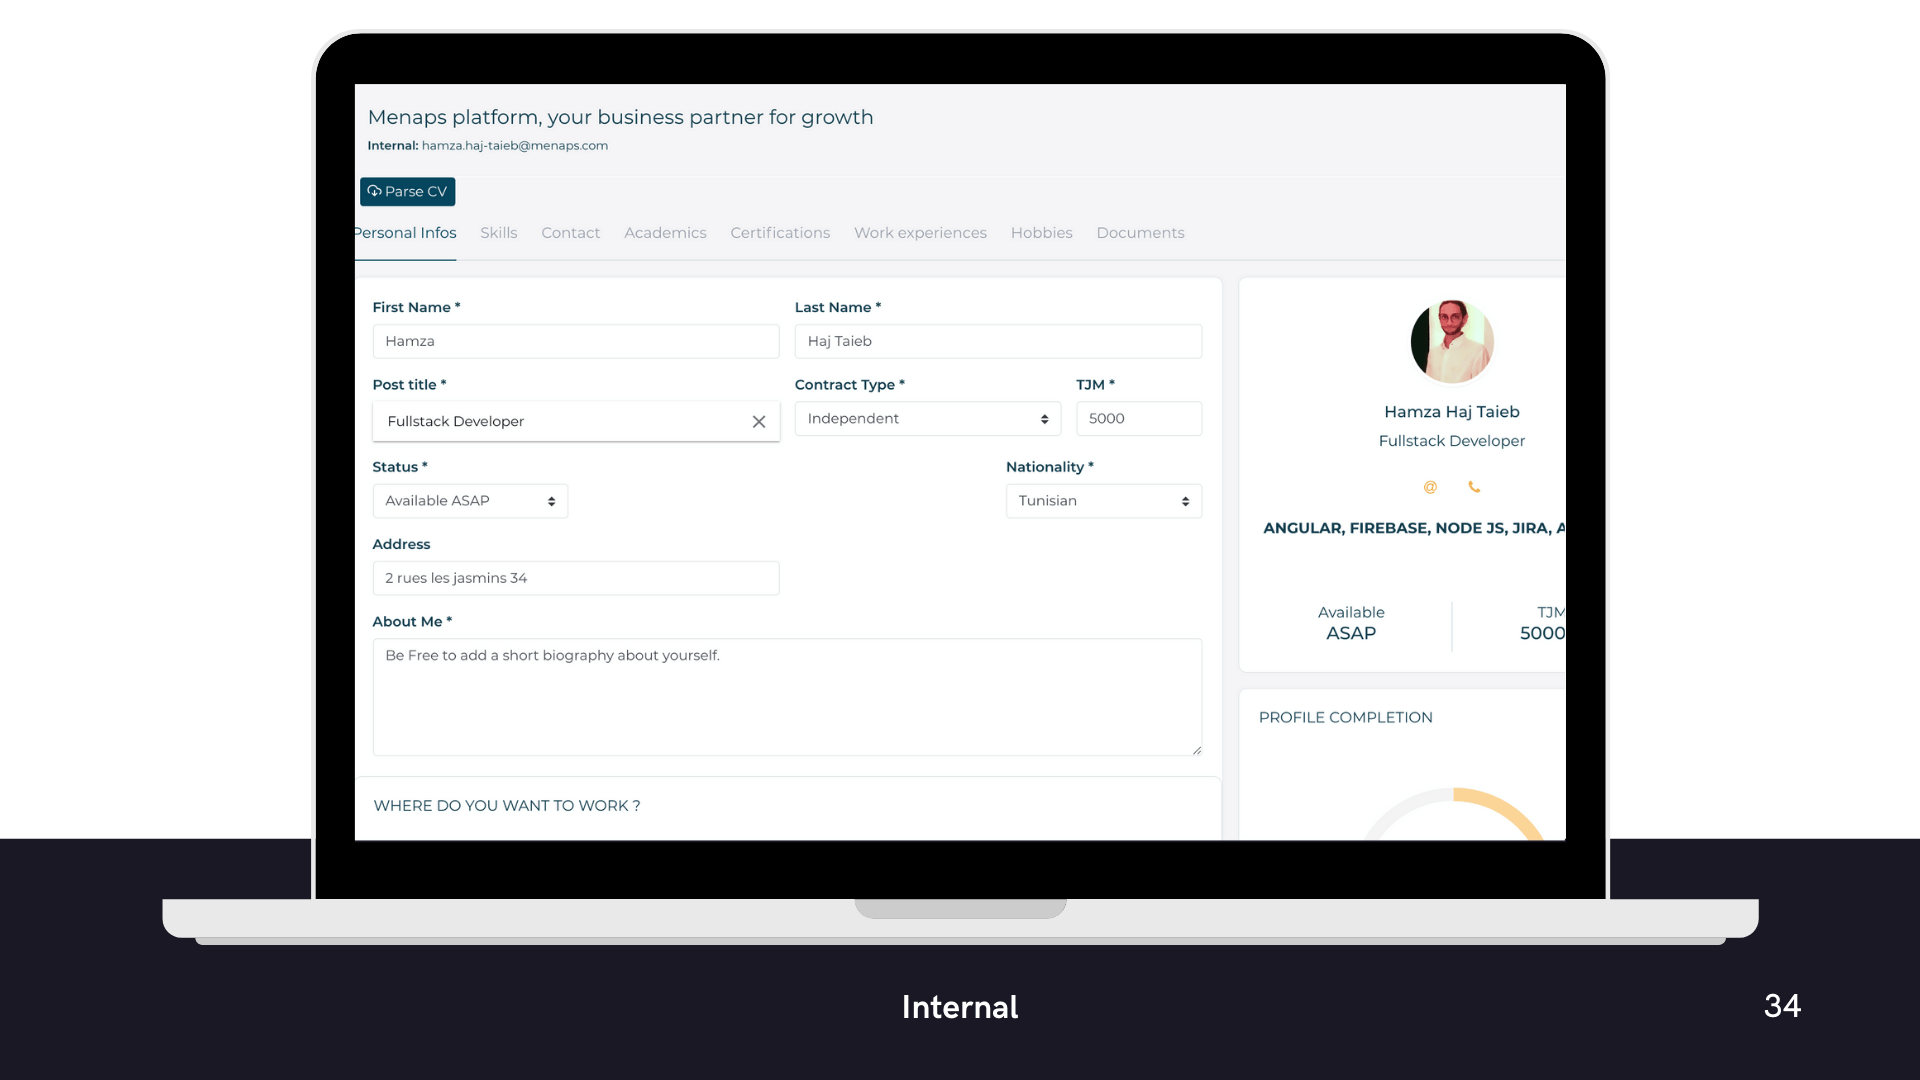 Menaps platform, your business partner for growth
Internal: hamza.haj-taieb@menaps.com
Parse CV
Personal Infos Skills Contact Academics Certifications Work experiences Hobbies Documents
First Name * Last Name *
Hamza Haj Taieb
Post title * Contract Type * TJM *
Fullstack Developer Independent 5000
Status * Nationality *
Available ASAP Tunisian
Address
2 rues les jasmins 34
About Me *
Be Free to add a short biography about yourself.
WHERE DO YOU WANT TO WORK ?
Hamza Haj Taieb
Fullstack Developer
@
ANGULAR, FIREBASE, NODE JS, JIRA, A
Available TJM
ASAP 5000
PROFILE COMPLETION
Internal
34